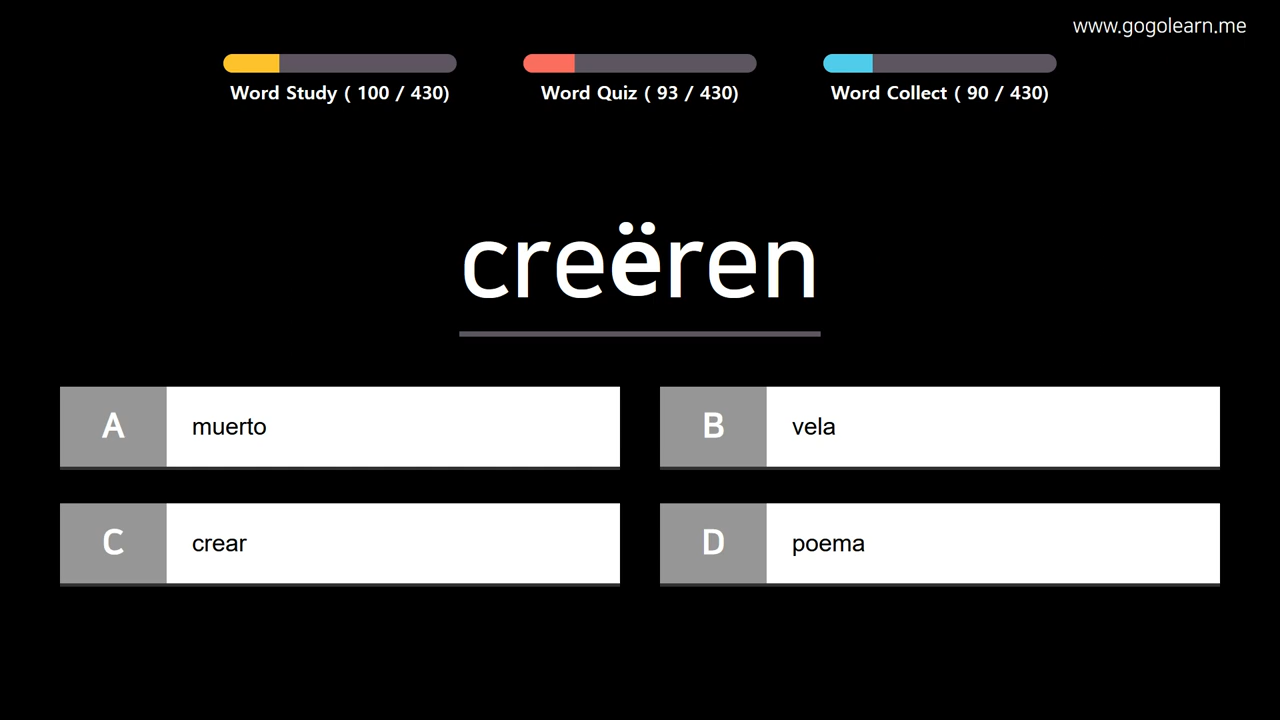 www.gogolearn.me
Word Study ( 100 / 430)
Word Quiz ( 93 / 430)
Word Collect ( 90 / 430)
creëren
A muerto
B vela
C crear
D poema